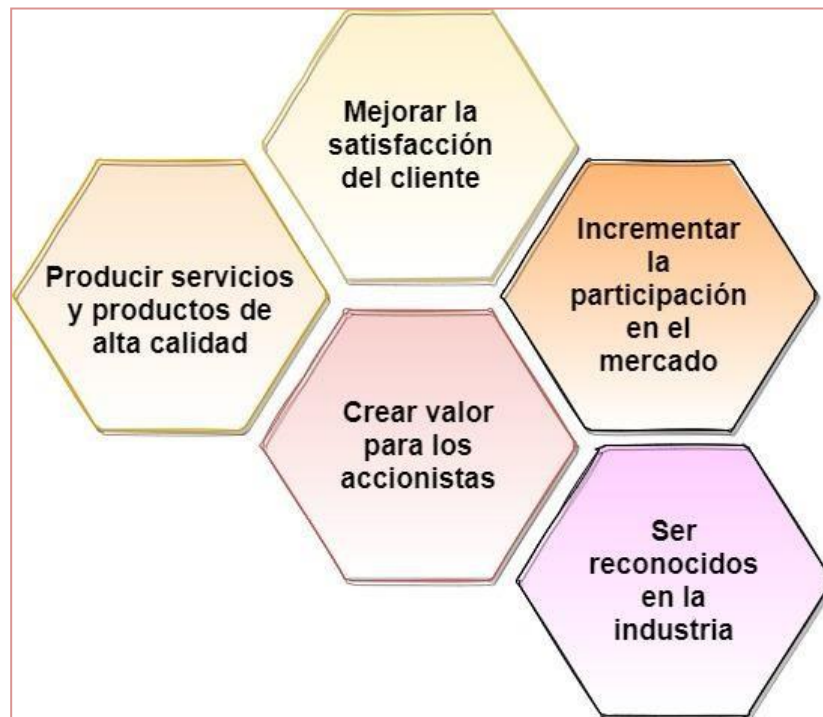 Mejorar la
satisfacción
del cliente
Producir servicios
y productos de
alta calidad
Incrementar
la
participación
en el
mercado
Crear valor
para los
accionistas
Ser
reconocidos
en la
industria